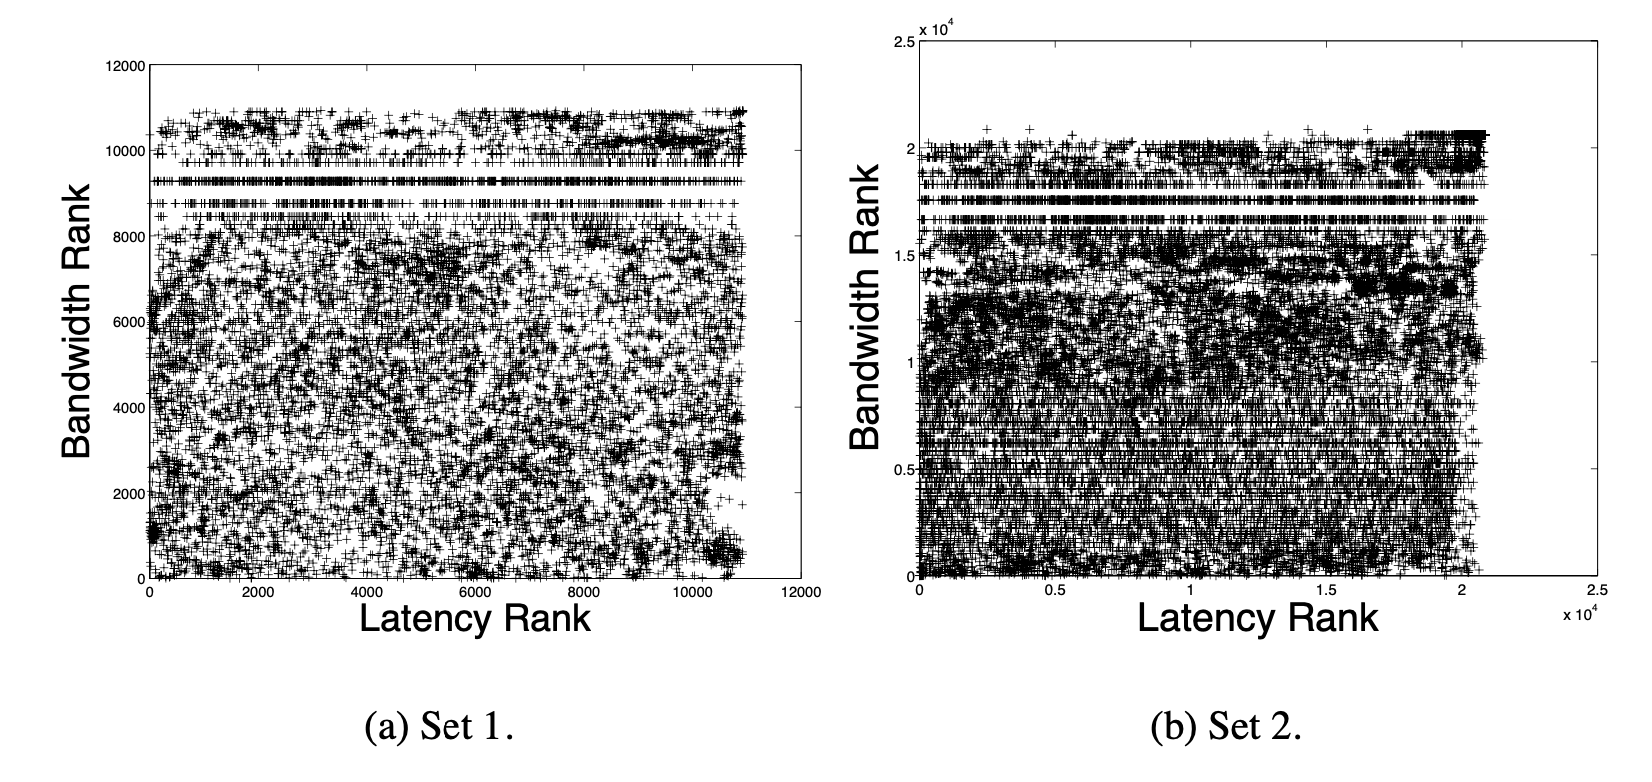 12000
10000
8000
6000
4000
2000
0
0 2000 4000 6000 8000 10000 12000
Bandwidth Rank
Latency Rank
(a) Set 1.
x 10^4
2.5
2
1.5
1
0.5
0
0 0.5 1 1.5 2 2.5
x 10^4
Bandwidth Rank
Latency Rank
(b) Set 2.